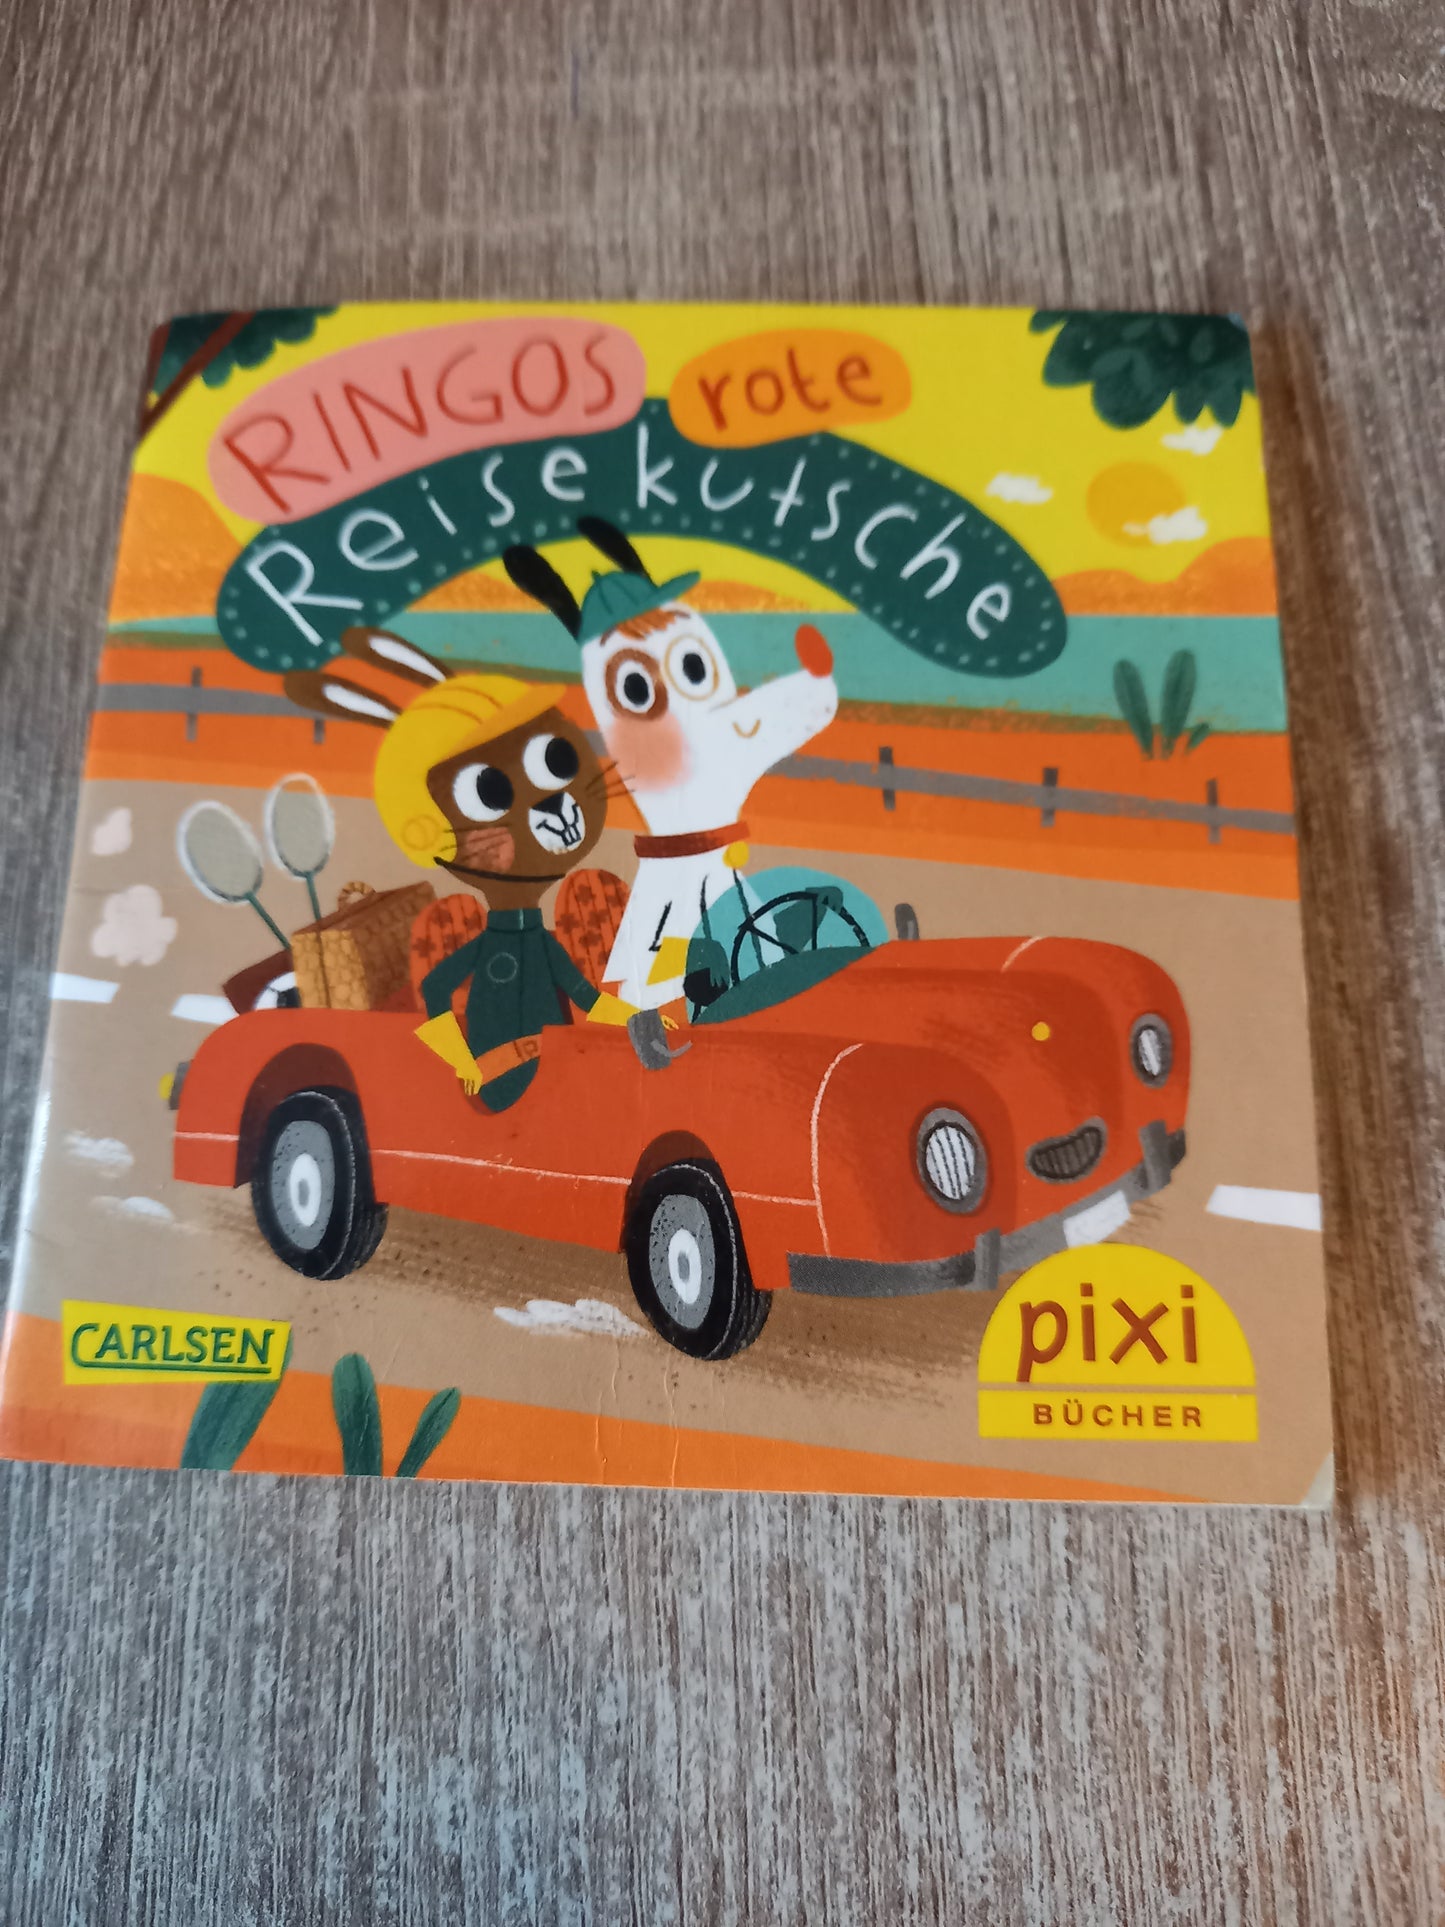 RINGOS rote
Reisekutsche
CARLSEN
pixi
BÜCHER